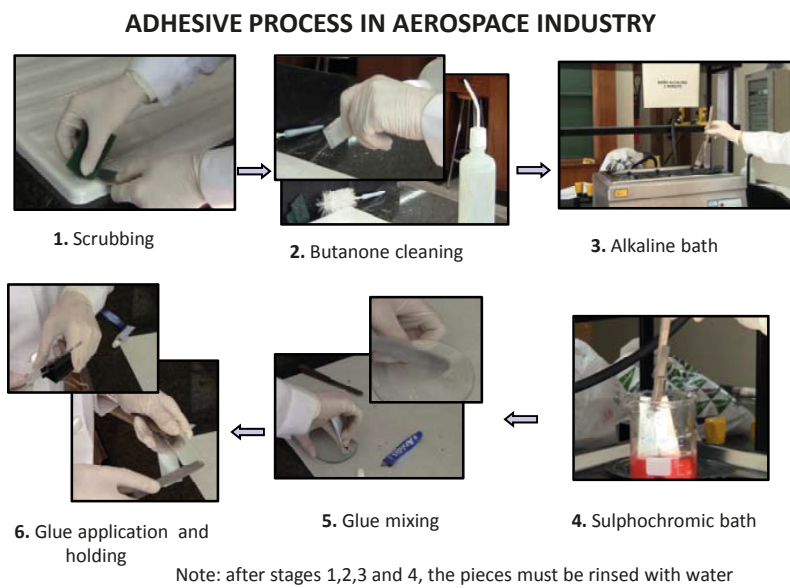 ADHESIVE PROCESS IN AEROSPACE INDUSTRY
1. Scrubbing
2. Butanone cleaning
3. Alkaline bath
6. Glue application and
holding
5. Glue mixing
4. Sulphochromic bath
Note: after stages 1,2,3 and 4, the pieces must be rinsed with water